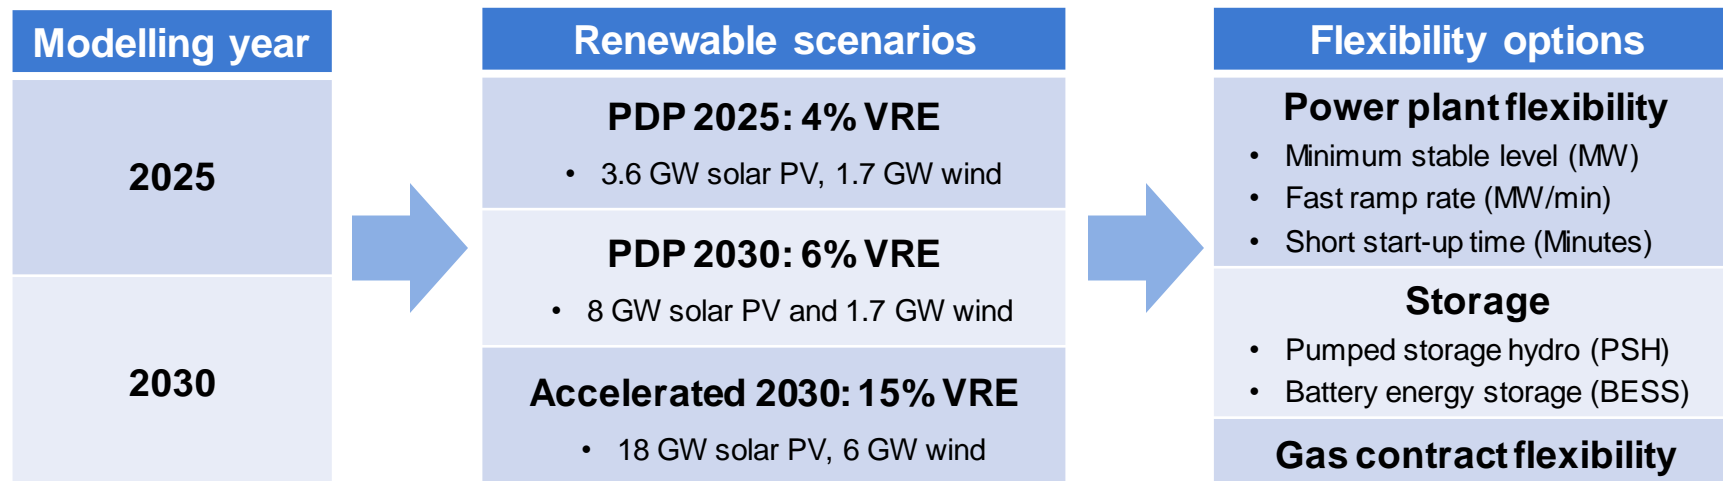 Modelling year
2025
2030
Renewable scenarios
PDP 2025: 4% VRE
• 3.6 GW solar PV, 1.7 GW wind
PDP 2030: 6% VRE
• 8 GW solar PV and 1.7 GW wind
Accelerated 2030: 15% VRE
• 18 GW solar PV, 6 GW wind
Flexibility options
Power plant flexibility
• Minimum stable level (MW)
• Fast ramp rate (MW/min)
• Short start-up time (Minutes)
Storage
• Pumped storage hydro (PSH)
• Battery energy storage (BESS)
Gas contract flexibility